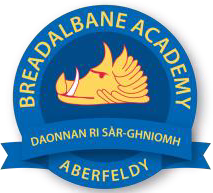 BREADALBANE ACADEMY
DAONNAN RI SÀR-GHNIOMH
ABERFELDY